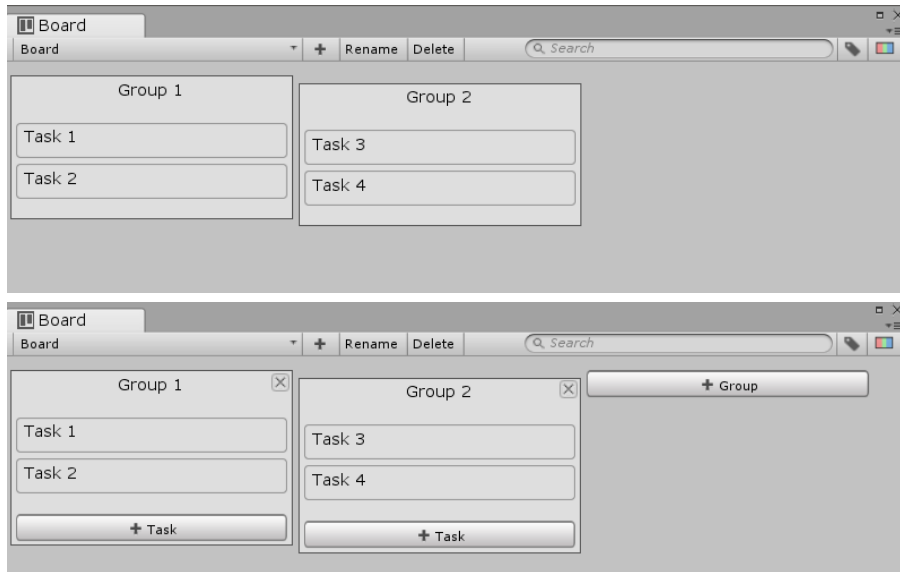 Board
Board + Rename Delete Search
Group 1 Group 2
Task 1 Task 3
Task 2 Task 4
Board
Board + Rename Delete Search
Group 1 Group 2 + Group
Task 1 Task 3
Task 2 Task 4
+ Task + Task